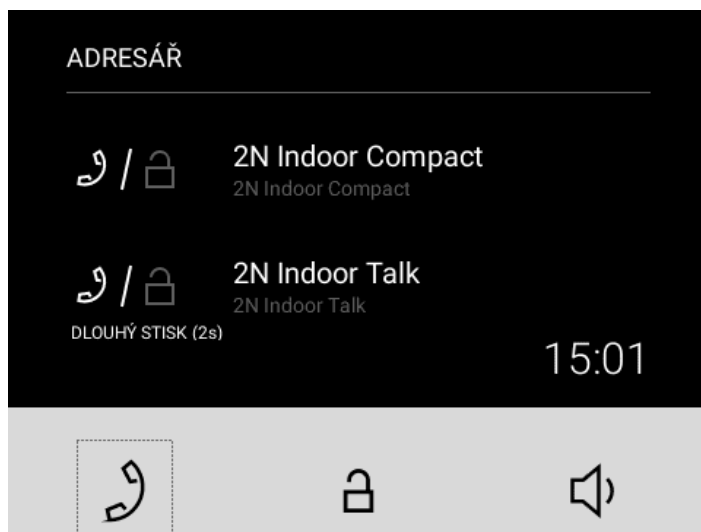 ADRESÁŘ
2N Indoor Compact
2N Indoor Compact
2N Indoor Talk
2N Indoor Talk
DLOUHÝ STISK (2s)
15:01